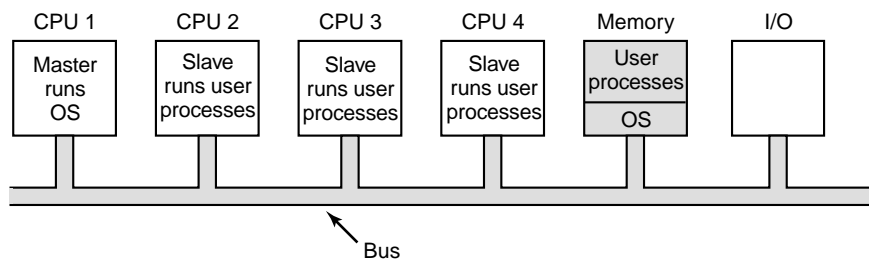 CPU 1
CPU 2
CPU 3
CPU 4
Memory
I/O
Master
runs
OS
Slave
runs user
processes
Slave
runs user
processes
Slave
runs user
processes
User
processes
OS
Bus